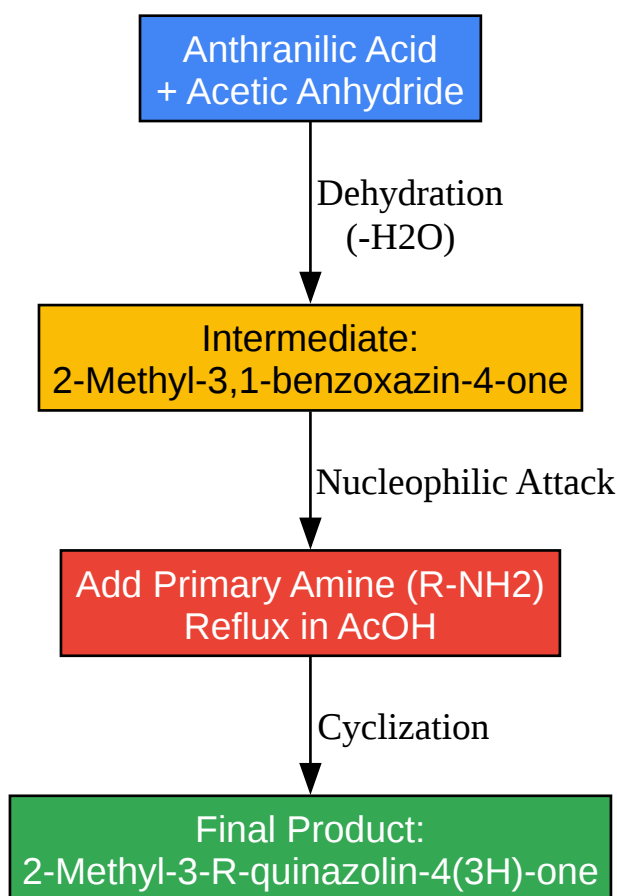 Anthranilic Acid
+ Acetic Anhydride
Dehydration
(-H2O)
Intermediate:
2-Methyl-3,1-benzoxazin-4-one
Nucleophilic Attack
Add Primary Amine (R-NH2)
Reflux in AcOH
Cyclization
Final Product:
2-Methyl-3-R-quinazolin-4(3H)-one